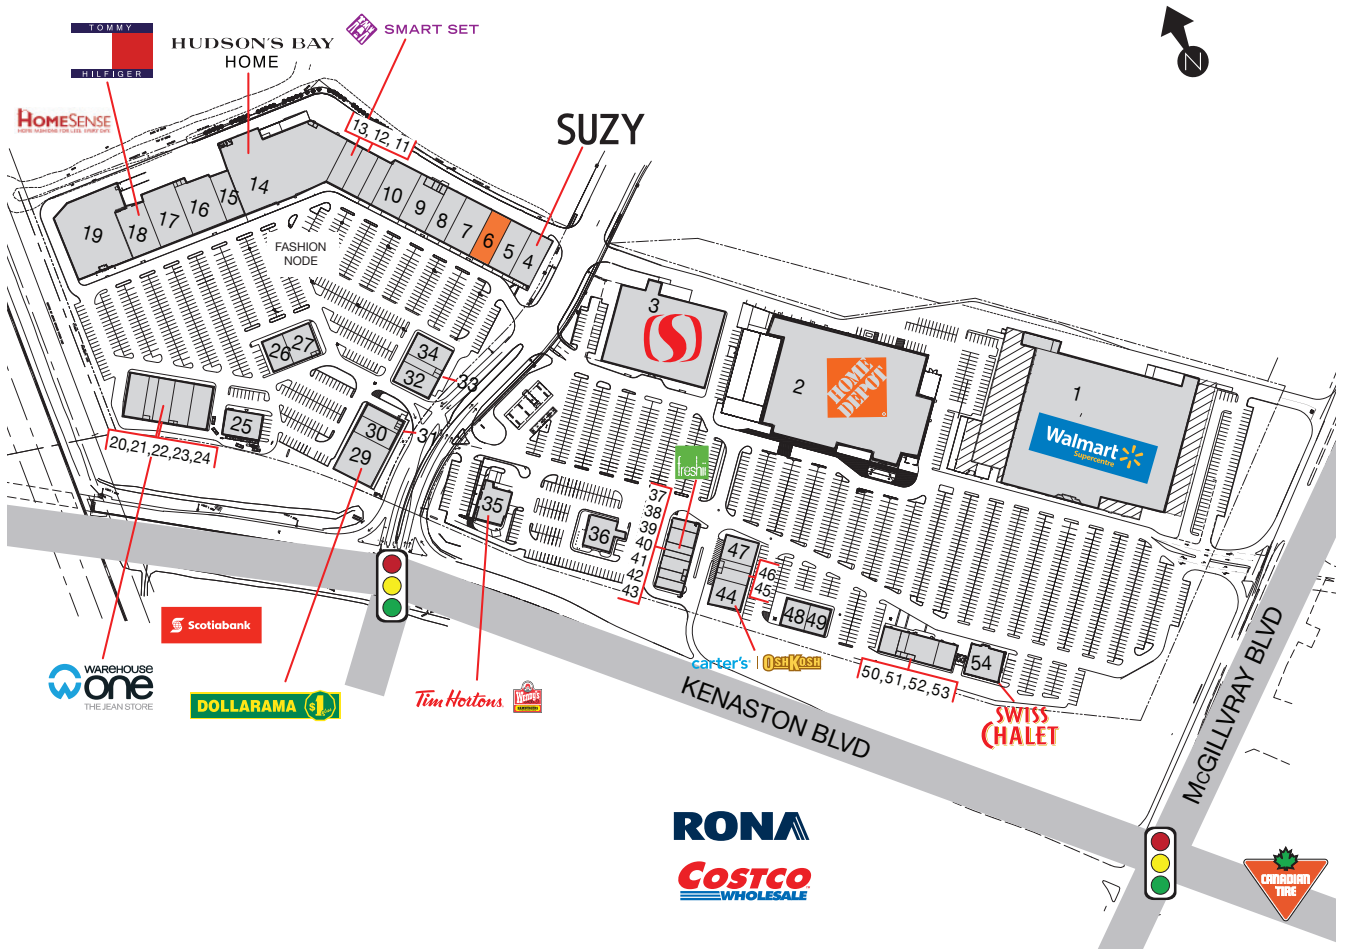 TOMMY
HILFIGER
HUDSON'S BAY
HOME
SMART SET
N
HOMESENSE
SUZY
13, 12, 11
19
18
17
16
15
14
10
9
8
7
6
5
4
FASHION
NODE
3
2
THE HOME DEPOT
1
Walmart
Supercentre
26
27
34
32
33
25
30
31
29
20,21,22,23,24
freshii
35
36
37
38
39
40
41
42
43
47
46
45
44
48
49
50,51,52,53
54
Scotiabank
WAREHOUSE
one
THE JEAN STORE
DOLLARAMA $1
Tim Hortons
Wendy's
carter's
OSHKOSH
SWISS
CHALET
KENASTON BLVD
McGILLVRAY BLVD
RONA
COSTCO
WHOLESALE
CANADIAN
TIRE